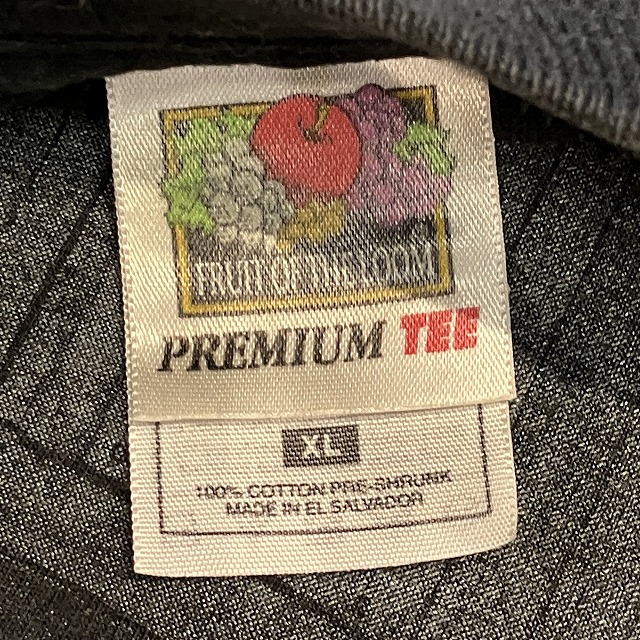 FRUIT OF THE LOOM
PREMIUM TEE
XL
100% COTTON PRE-SHRUNK
MADE IN EL SALVADOR